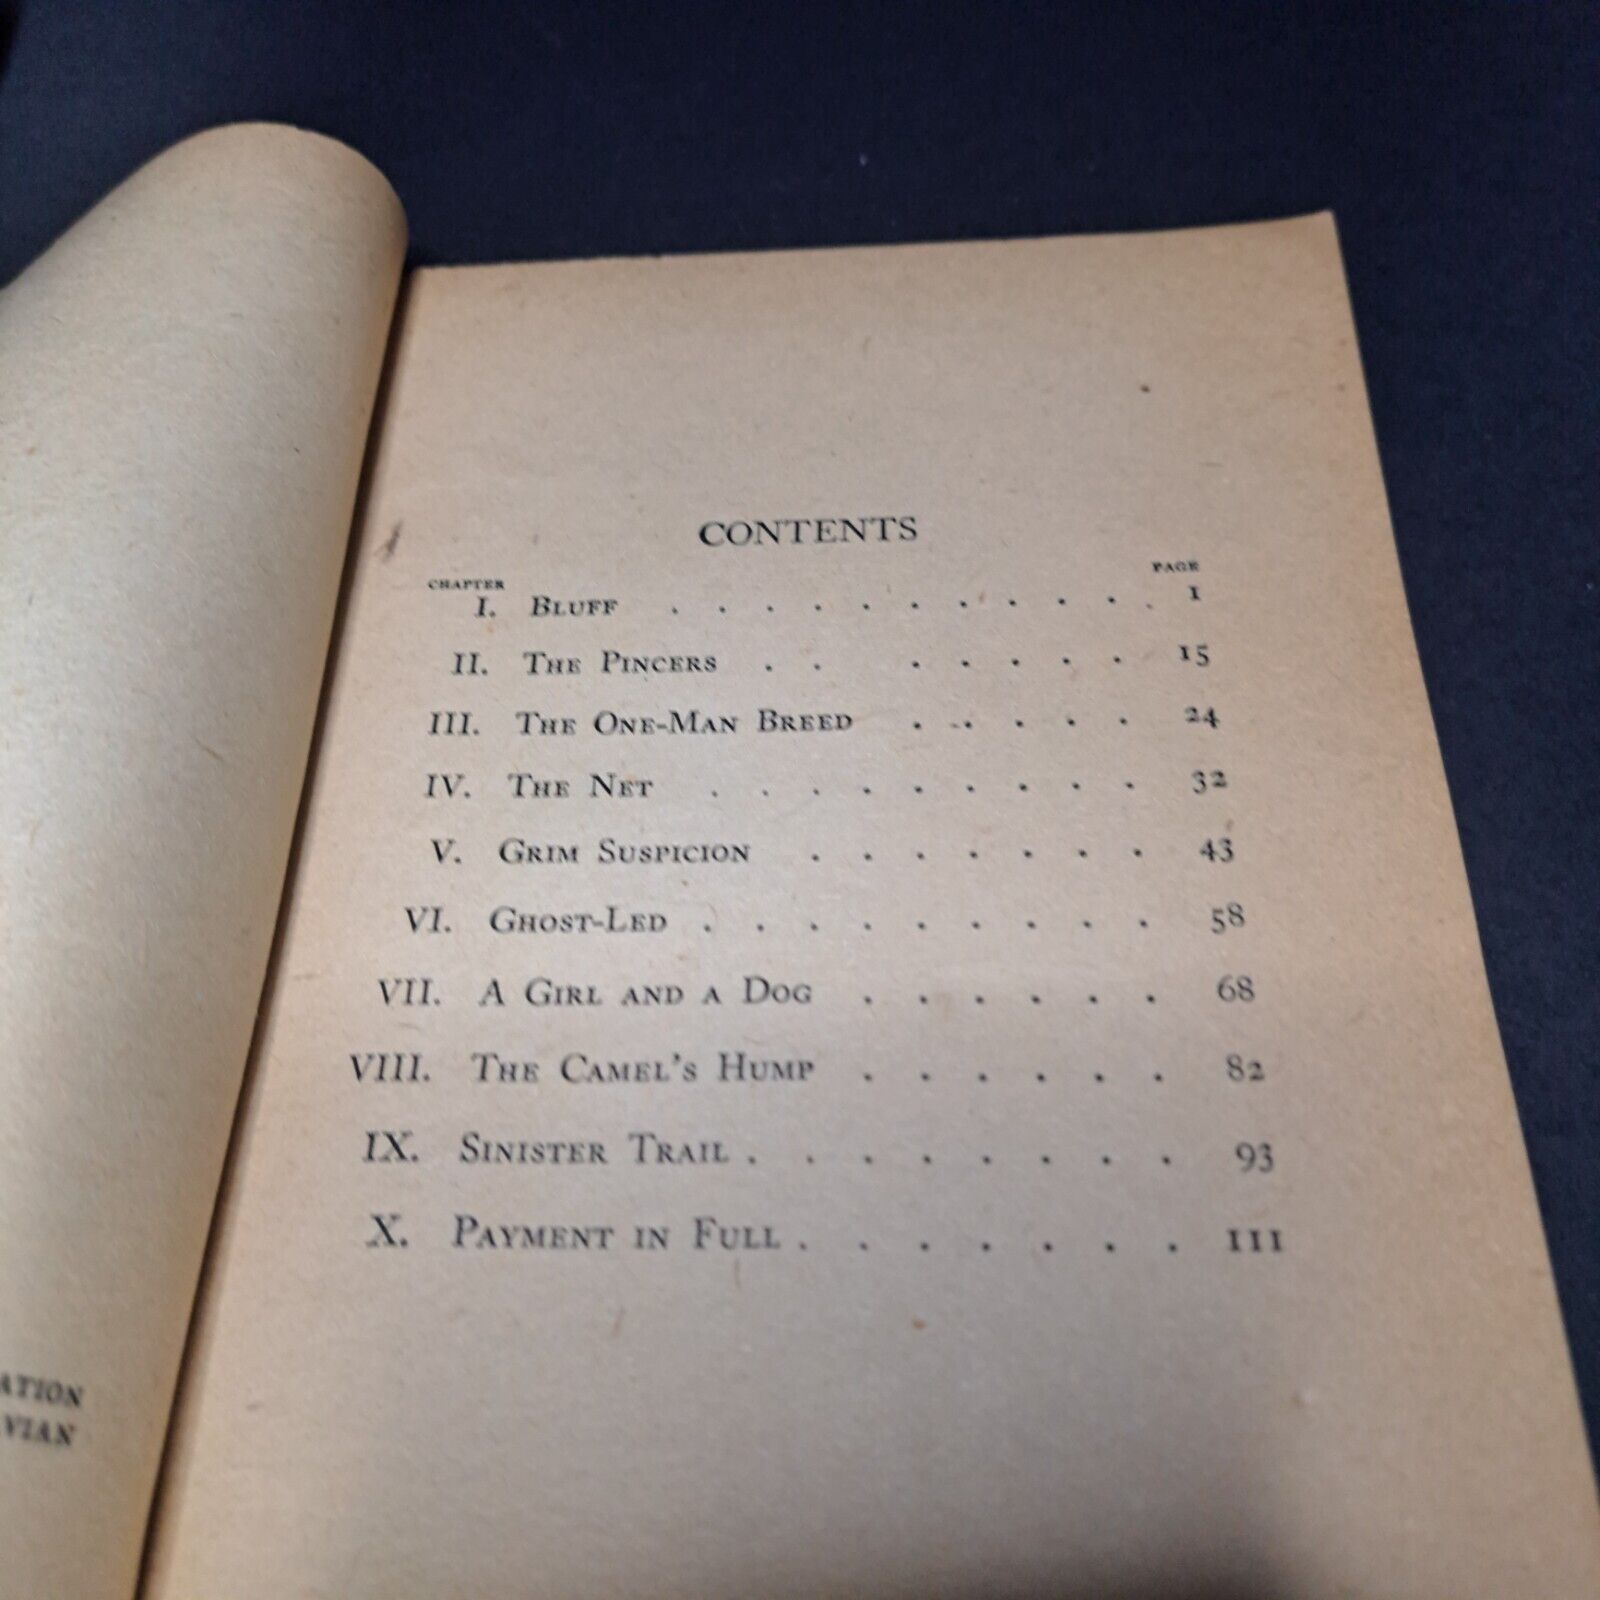 CONTENTS
CHAPTER PAGE
I. BLUFF . . . . . . . . . . 1
II. THE PINCERS . . . . . . . 15
III. THE ONE-MAN BREED . . . . . 24
IV. THE NET . . . . . . . . . 32
V. GRIM SUSPICION . . . . . . . 43
VI. GHOST-LED . . . . . . . . . 58
VII. A GIRL AND A DOG . . . . . . 68
VIII. THE CAMEL'S HUMP . . . . . . 82
IX. SINISTER TRAIL . . . . . . . . 93
X. PAYMENT IN FULL . . . . . . . 111
ATION
VIAN